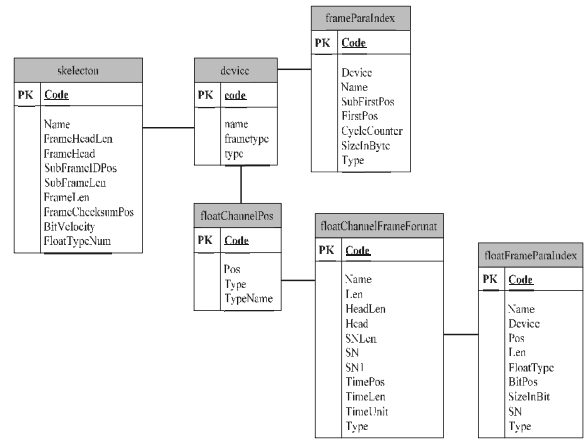 frameParaIndex
PK Code
Device
Name
SubFirstPos
FirstPos
CycleCounter
SizeInByte
Type
skeleton
PK Code
Name
FrameHeadLen
FrameHead
SubFrameIDPos
SubFrameLen
FrameLen
FrameChecksumPos
BitVelocity
FloatTypeNum
device
PK code
name
frametype
type
floatChannelPos
PK Code
Pos
Type
TypeName
floatChannelFrameFormat
PK Code
Name
Len
HeadLen
Head
SNLen
SN
SN1
TimePos
TimeLen
TimeUnit
Type
floatFrameParaIndex
PK Code
Name
Device
Pos
Len
FloatType
BitPos
SizeInBit
SN
Type